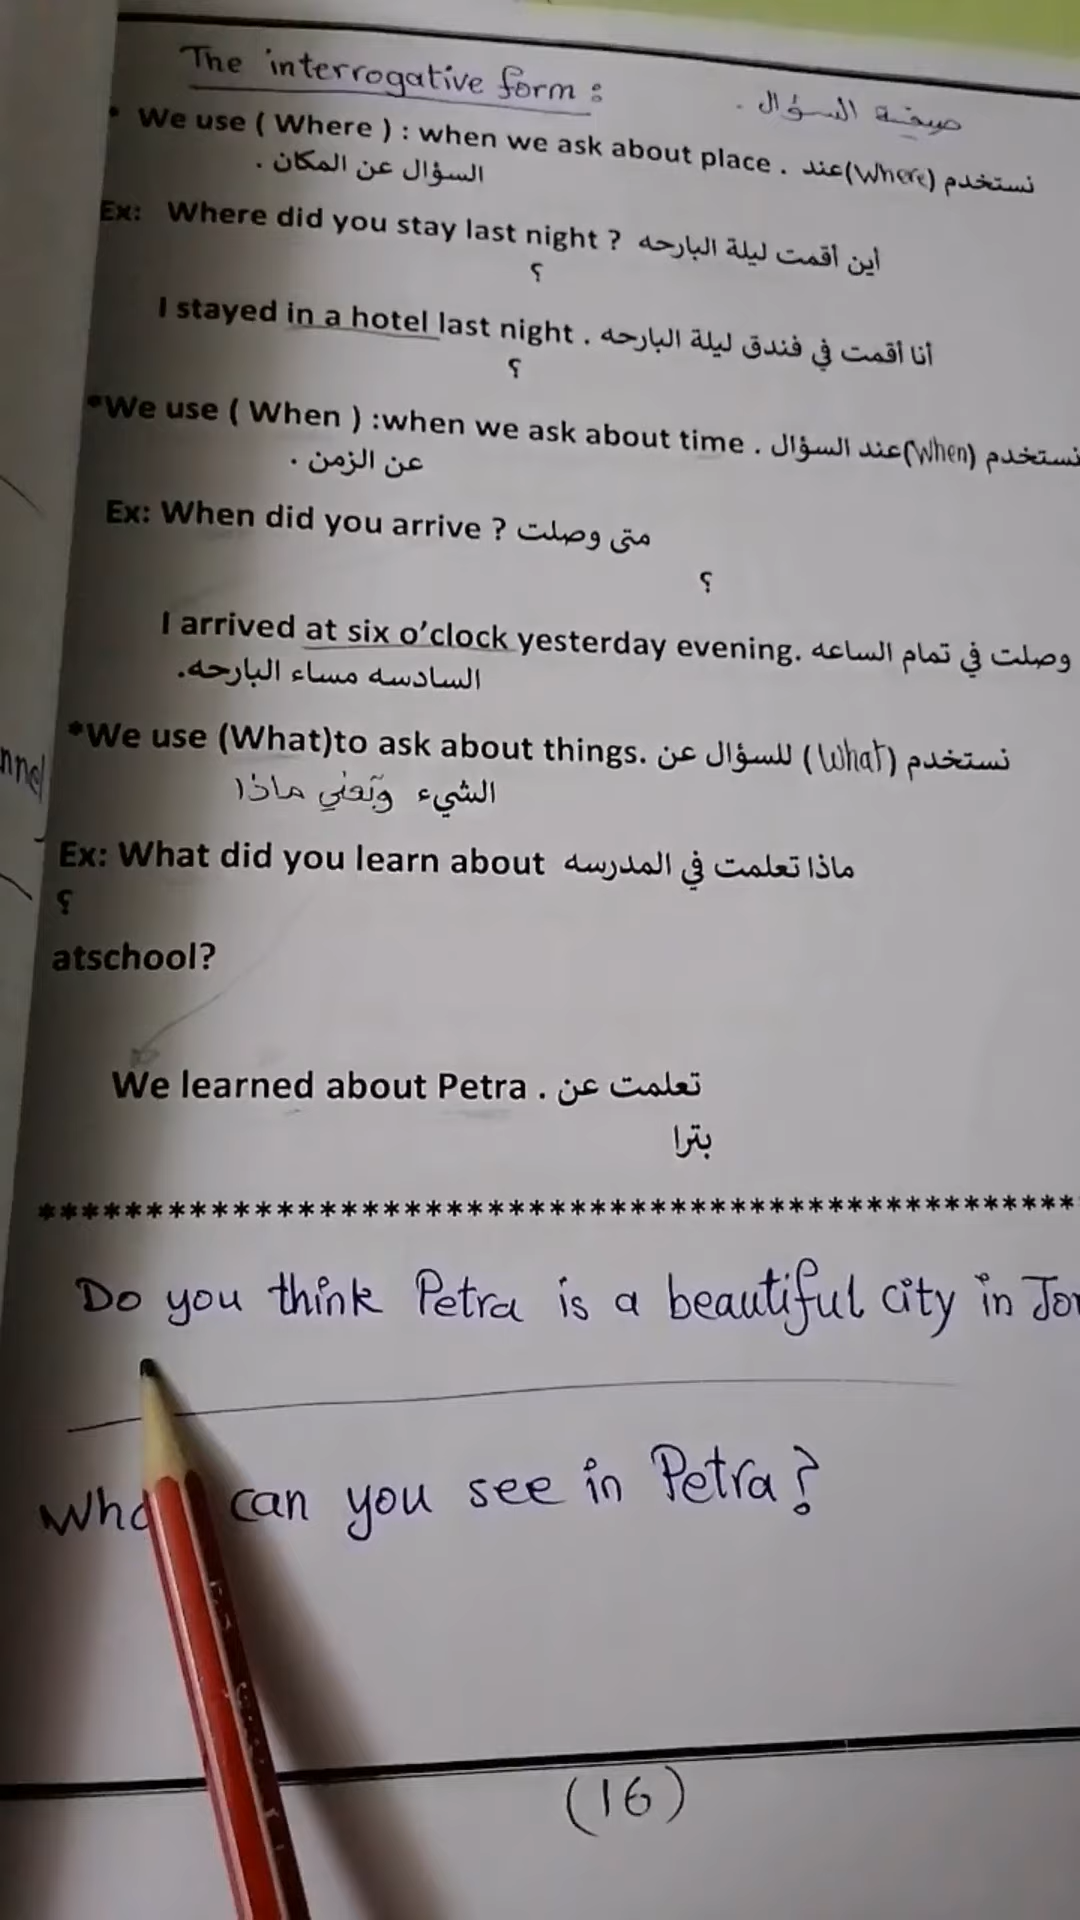 The interrogative form : صيغة السؤال .
• We use ( Where ) : when we ask about place . نستخدم (Where)عند
السؤال عن المكان .
Ex: Where did you stay last night ? أين أقمت ليلة البارحه
؟
I stayed in a hotel last night . أنا أقمت في فندق ليلة البارحه
؟
*We use ( When ) :when we ask about time . نستخدم (When)عند السؤال
عن الزمن .
Ex: When did you arrive ? متى وصلت
؟
I arrived at six o’clock yesterday evening. وصلت في تمام الساعه
السادسه مساء البارحه.
*We use (What)to ask about things. نستخدم (What) للسؤال عن
الشيء وتعني ماذا
Ex: What did you learn about ماذا تعلمت في المدرسه
؟
atschool?
We learned about Petra . تعلمت عن
بترا
****************************************************
Do you think Petra is a beautiful city in
can you see in Petra?
(16)